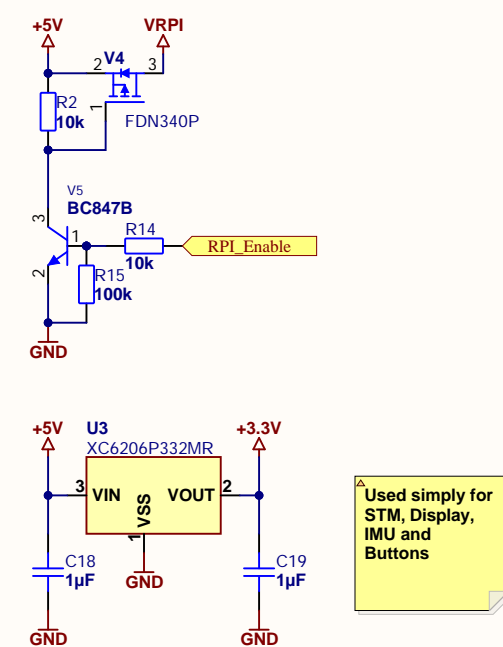 +5V
VRPI
V4
2
3
R2
10k
1
FDN340P
V5
BC847B
3
1
R14
10k
RPI_Enable
2
R15
100k
GND
+5V
U3
+3.3V
XC6206P332MR
3
VIN
VSS
VOUT
2
1
GND
C18
1µF
C19
1µF
GND
GND
Used simply for
STM, Display,
IMU and
Buttons